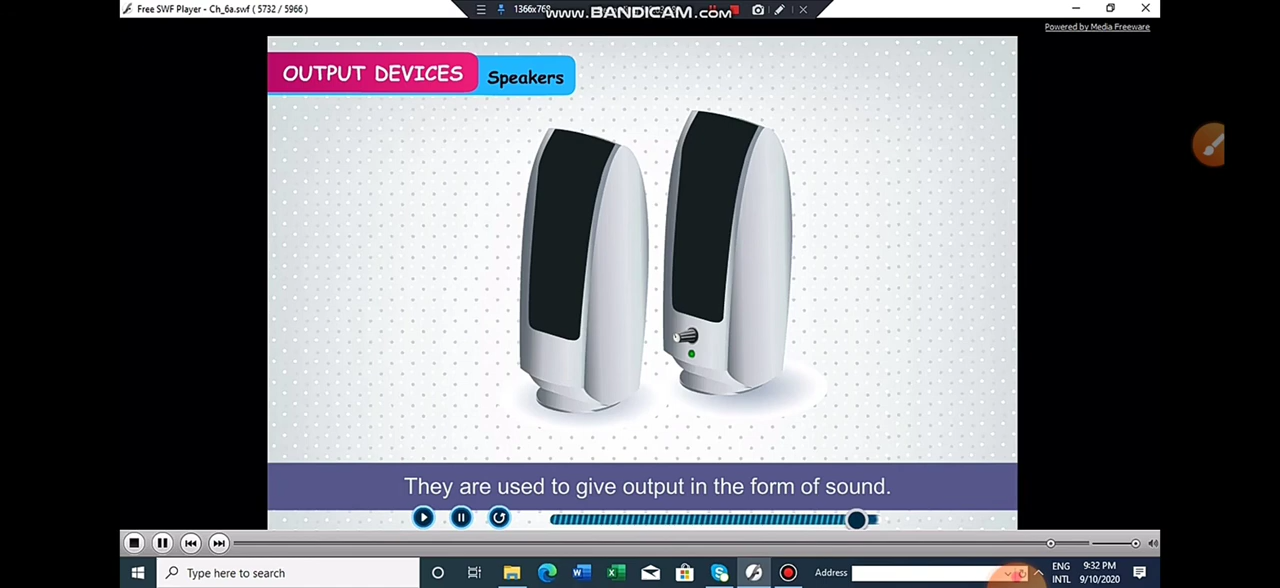 Free SWF Player - Ch_6a.swf ( 5732 / 5966 )
1366x768
www.BANDICAM.com
Powered by Media Freeware
OUTPUT DEVICES
Speakers
They are used to give output in the form of sound.
Type here to search
Address
ENG
INTL
9:32 PM
9/10/2020